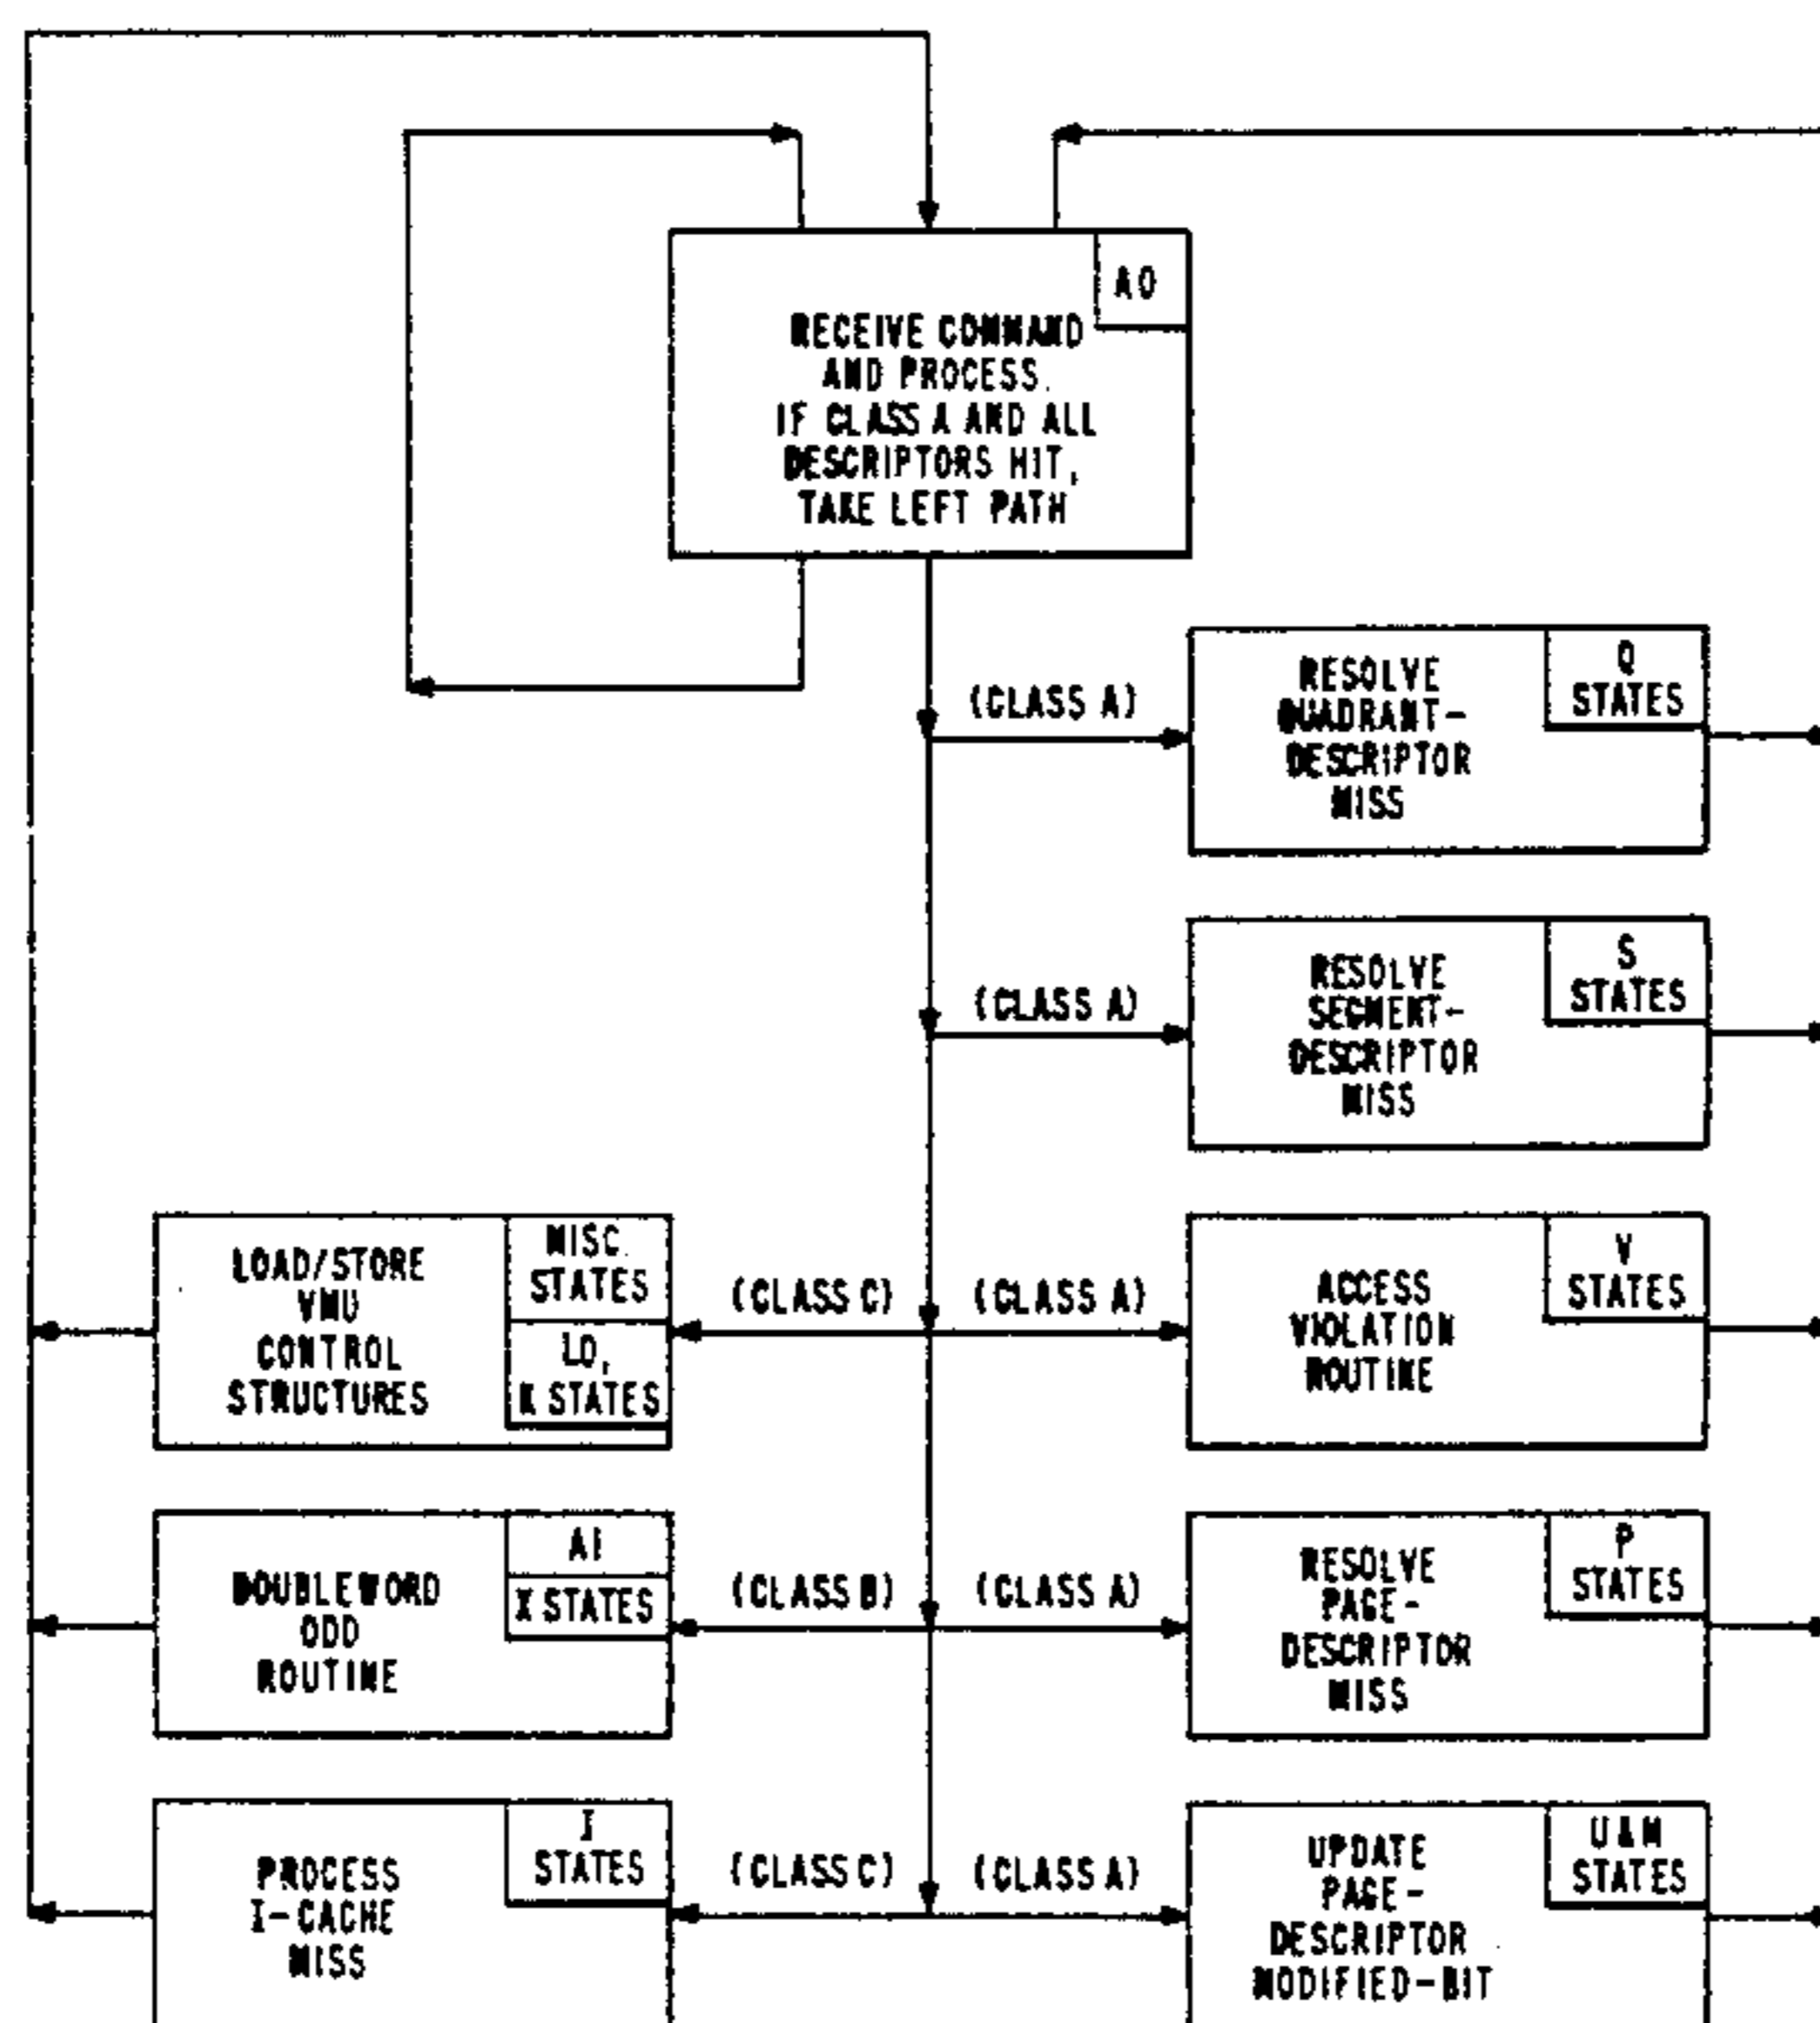 A0
RECEIVE COMMAND
AND PROCESS.
IF CLASS A AND ALL
DESCRIPTORS HIT,
TAKE LEFT PATH
(CLASS A)
RESOLVE
QUADRANT-
DESCRIPTOR
MISS
Q
STATES
(CLASS A)
RESOLVE
SEGMENT-
DESCRIPTOR
MISS
S
STATES
LOAD/STORE
VMU
CONTROL
STRUCTURES
MISC.
STATES
LD,
K STATES
(CLASS C)
(CLASS A)
ACCESS
VIOLATION
ROUTINE
V
STATES
DOUBLEWORD
ODD
ROUTINE
A1
X STATES
(CLASS B)
(CLASS A)
RESOLVE
PAGE-
DESCRIPTOR
MISS
P
STATES
PROCESS
I-CACHE
MISS
I
STATES
(CLASS C)
(CLASS A)
UPDATE
PAGE-
DESCRIPTOR
MODIFIED-BIT
U&M
STATES